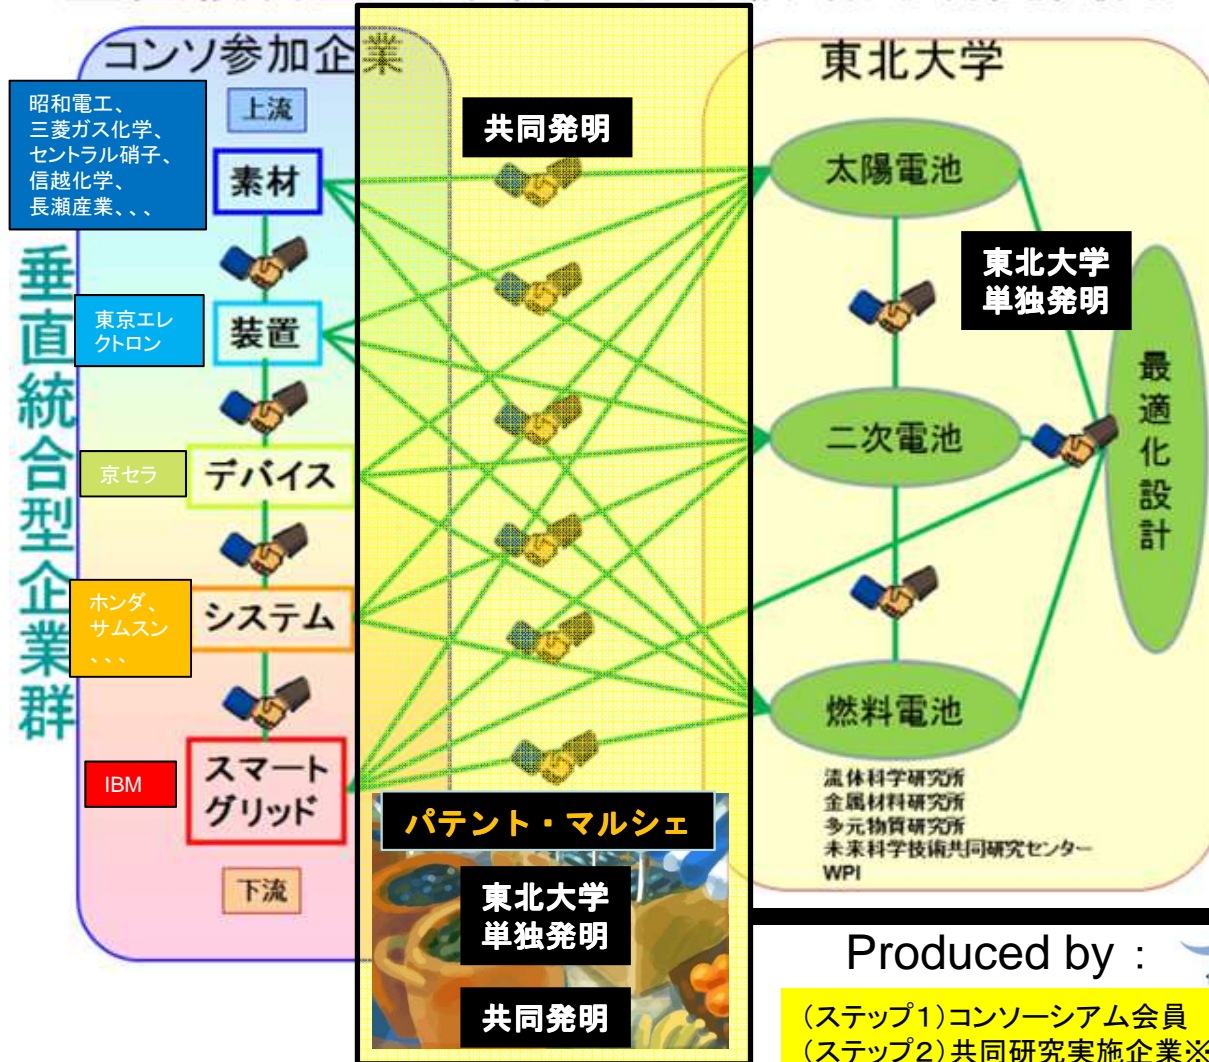 コンソ参加企業
上流
昭和電工、
三菱ガス化学、
セントラル硝子、
信越化学、
長瀬産業、、、
素材
東京エレ
クトロン
装置
京セラ
デバイス
ホンダ、
サムスン
、、、
システム
IBM
スマート
グリッド
下流
垂直統合型企業群
共同発明
パテント・マルシェ
東北大学
単独発明
共同発明
東北大学
太陽電池
東北大学
単独発明
二次電池
最適化設計
燃料電池
流体科学研究所
金属材料研究所
多元物質研究所
未来科学技術共同研究センター
WPI
Produced by：
（ステップ1）コンソーシアム会員
（ステップ2）共同研究実施企業※